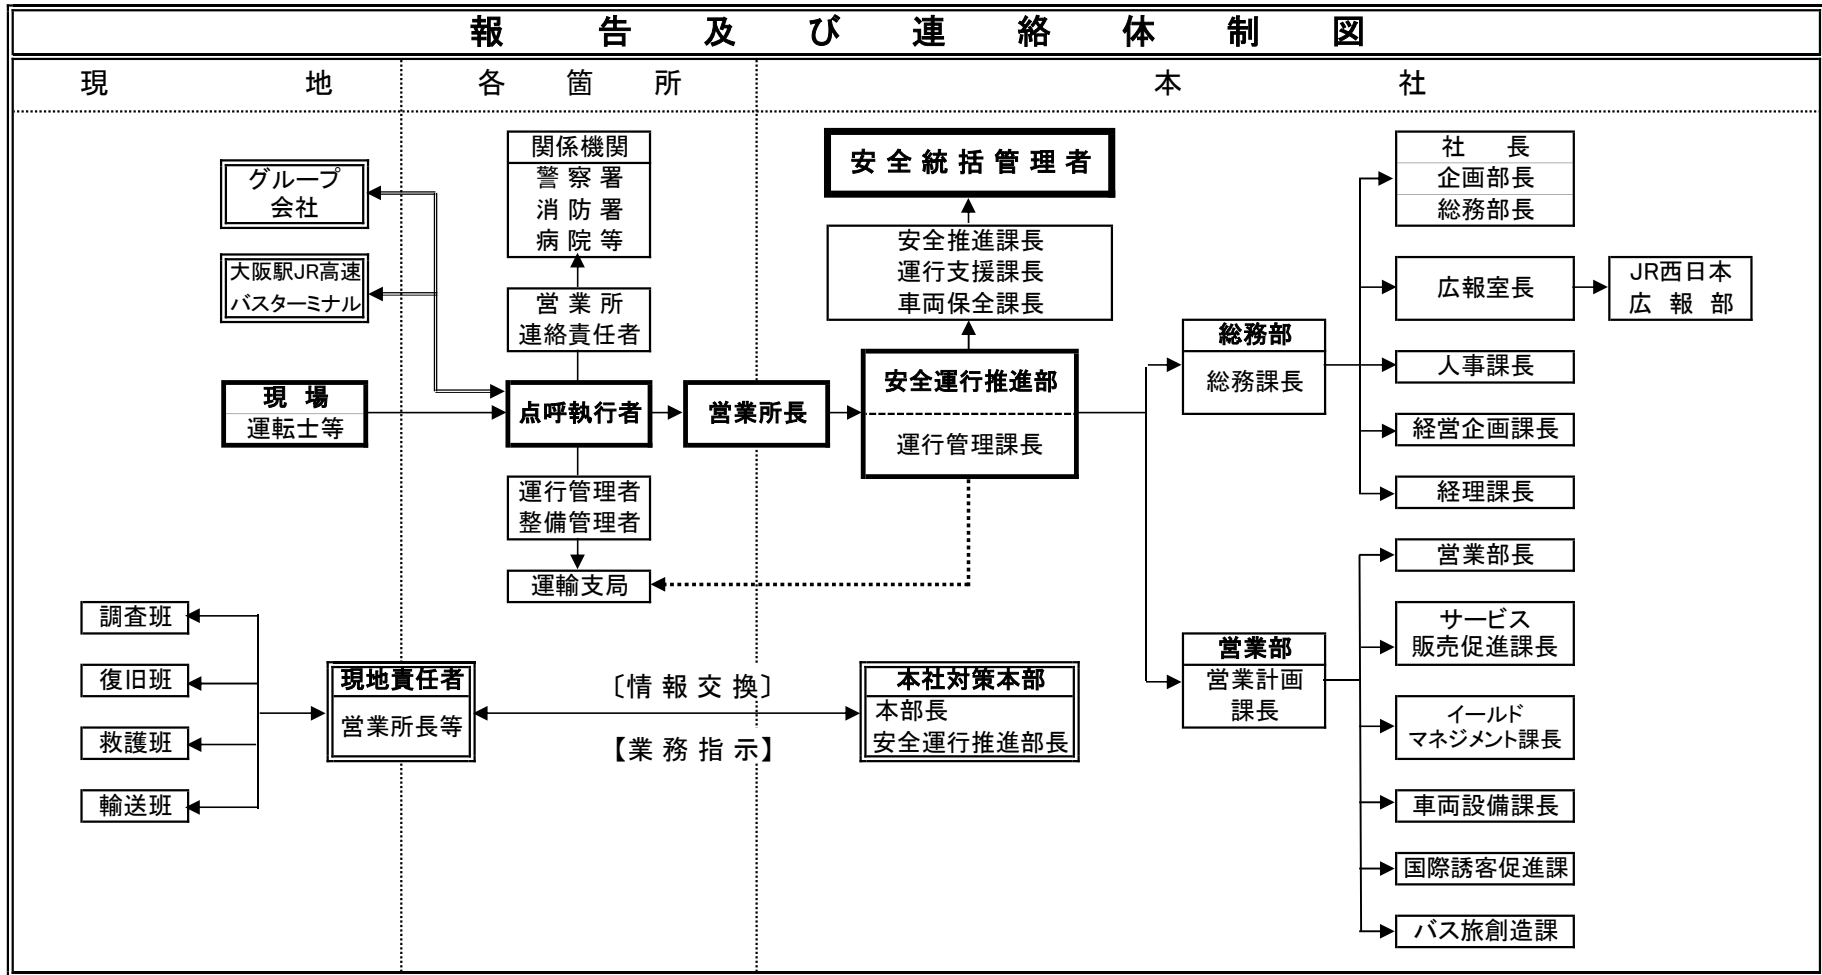 報告及び連絡体制図
現地
各箇所
本社
グループ
会社
大阪駅JR高速
バスターミナル
現場
運転士等
関係機関
警察署
消防署
病院等
営業所
連絡責任者
点呼執行者
運行管理者
整備管理者
運輸支局
営業所長
安全統括管理者
安全推進課長
運行支援課長
車両保全課長
安全運行推進部
運行管理課長
総務部
総務課長
社長
企画部長
総務部長
広報室長
JR西日本
広報部
人事課長
経営企画課長
経理課長
営業部
営業計画
課長
営業部長
サービス
販売促進課長
イールド
マネジメント課長
車両設備課長
国際誘客促進課
バス旅創造課
調査班
復旧班
救護班
輸送班
現地責任者
営業所長等
〔情報交換〕
【業務指示】
本社対策本部
本部長
安全運行推進部長